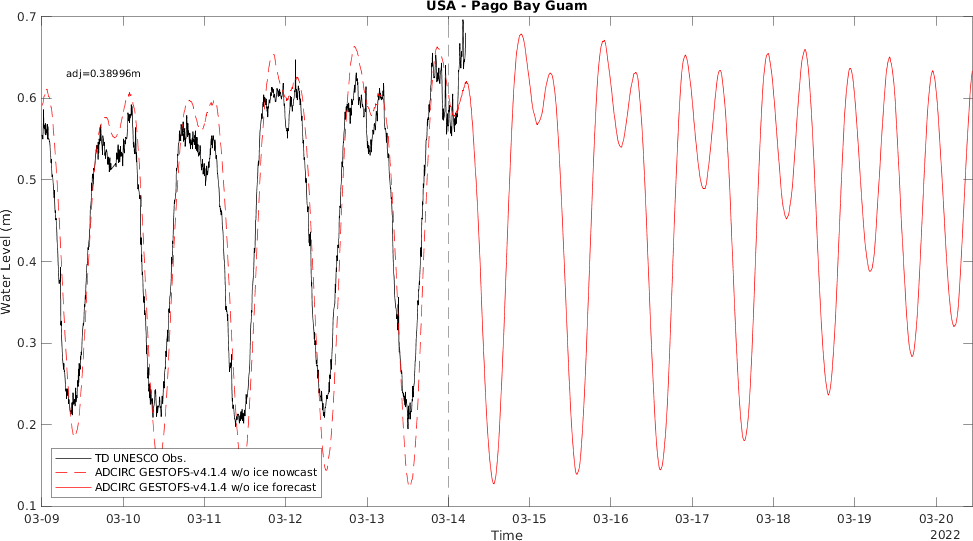 USA - Pago Bay Guam
0.7
adj=0.38996m
0.6
0.5
0.4
0.3
0.2
0.1
Water Level (m)
TD UNESCO Obs.
ADCIRC GESTOFS-v4.1.4 w/o ice nowcast
ADCIRC GESTOFS-v4.1.4 w/o ice forecast
03-09 03-10 03-11 03-12 03-13 03-14 03-15 03-16 03-17 03-18 03-19 03-20
Time 2022